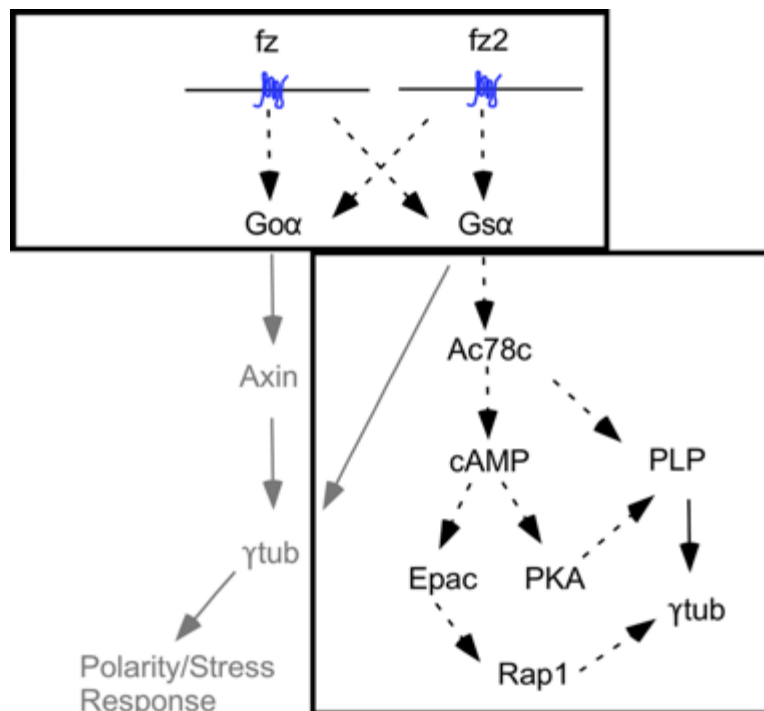 fz fz2
Goα Gsα
Ac78c
Axin
cAMP PLP
γtub
Epac PKA
γtub
Polarity/Stress
Response
Rap1